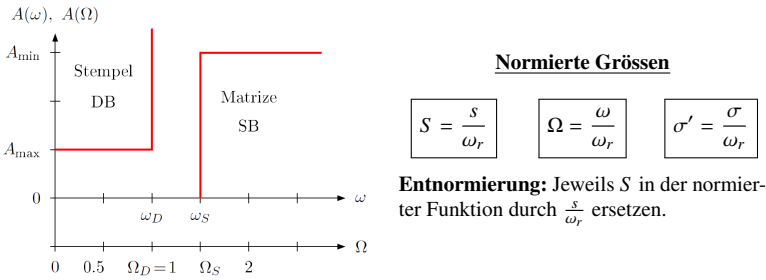 A(ω), A(Ω)
A_min
Stempel
DB
Matrize
SB
A_max
0
ω_D
ω_S
ω
Ω
0 0.5 Ω_D=1 Ω_S 2
Normierte Grössen
S = s/ω_r
Ω = ω/ω_r
σ′ = σ/ω_r
Entnormierung: Jeweils S in der normier-
ter Funktion durch s/ω_r ersetzen.